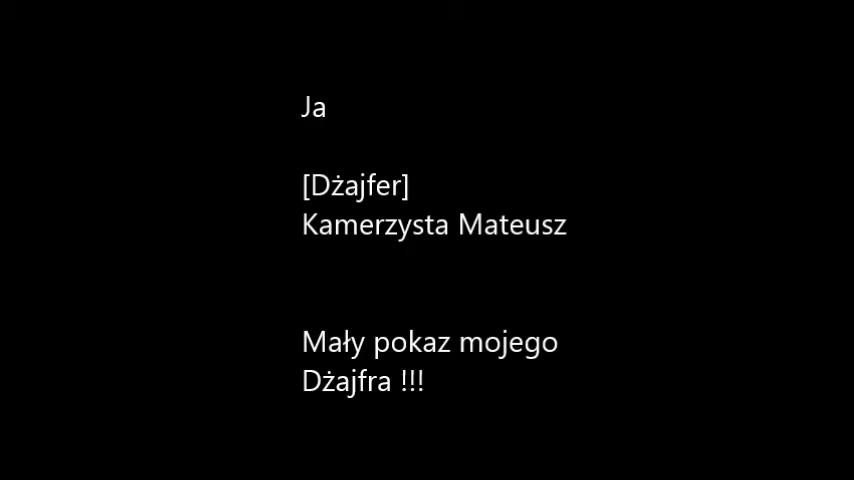 Ja
[Dżajfer]
Kamerzysta Mateusz
Mały pokaz mojego
Dżajfra !!!